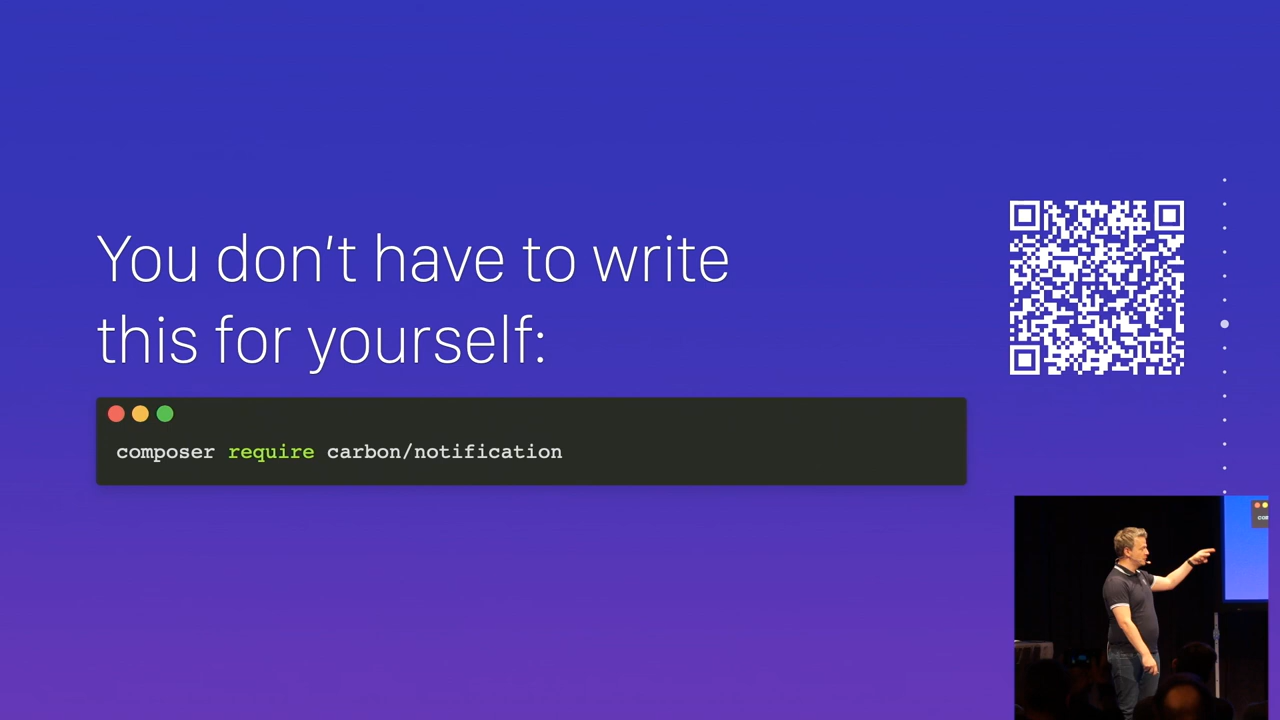 You don’t have to write
this for yourself:
composer require carbon/notification